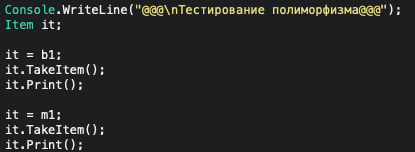 Console.WriteLine("@@@\nТестирование полиморфизма@@@");
Item it;
it = b1;
it.TakeItem();
it.Print();
it = m1;
it.TakeItem();
it.Print();